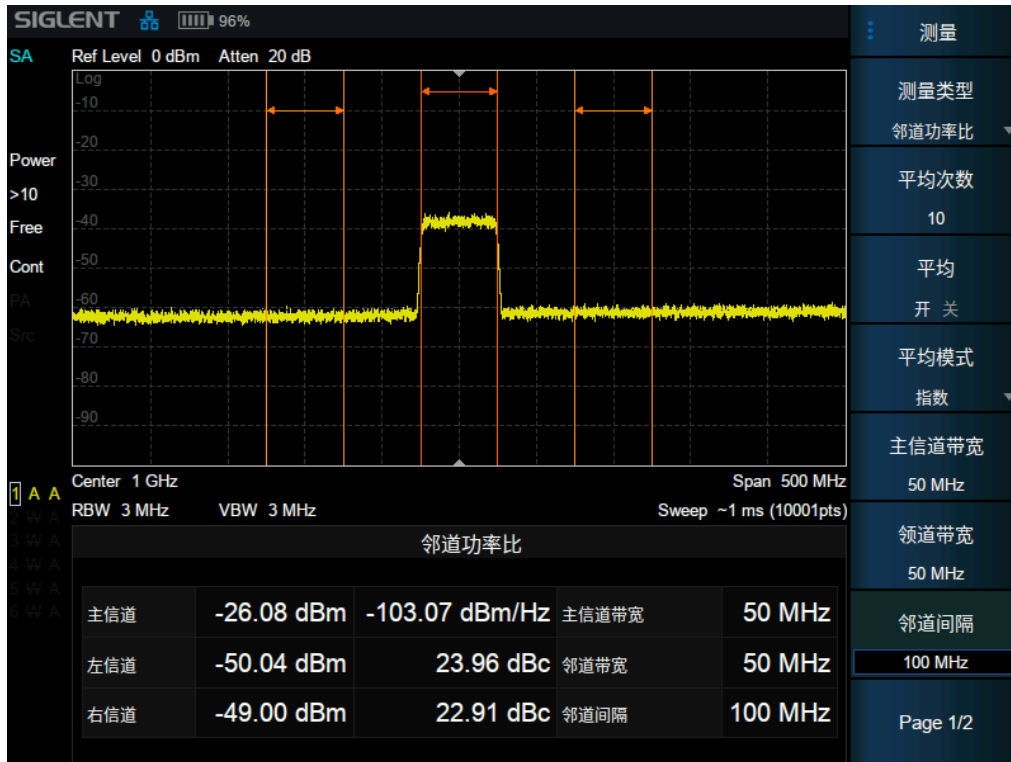 SIGLENT 96%
测量
SA
Ref Level 0 dBm Atten 20 dB
Log
-10
-20
-30
-40
-50
-60
-70
-80
-90
Power
>10
Free
Cont
PA
Src
1 A A
2 W A
3 W A
4 W A
5 W A
6 W A
Center 1 GHz Span 500 MHz
RBW 3 MHz VBW 3 MHz Sweep ~1 ms (10001pts)
邻道功率比
主信道 -26.08 dBm -103.07 dBm/Hz 主信道带宽 50 MHz
左信道 -50.04 dBm 23.96 dBc 邻道带宽 50 MHz
右信道 -49.00 dBm 22.91 dBc 邻道间隔 100 MHz
测量类型
邻道功率比
平均次数
10
平均
开 关
平均模式
指数
主信道带宽
50 MHz
领道带宽
50 MHz
邻道间隔
100 MHz
Page 1/2